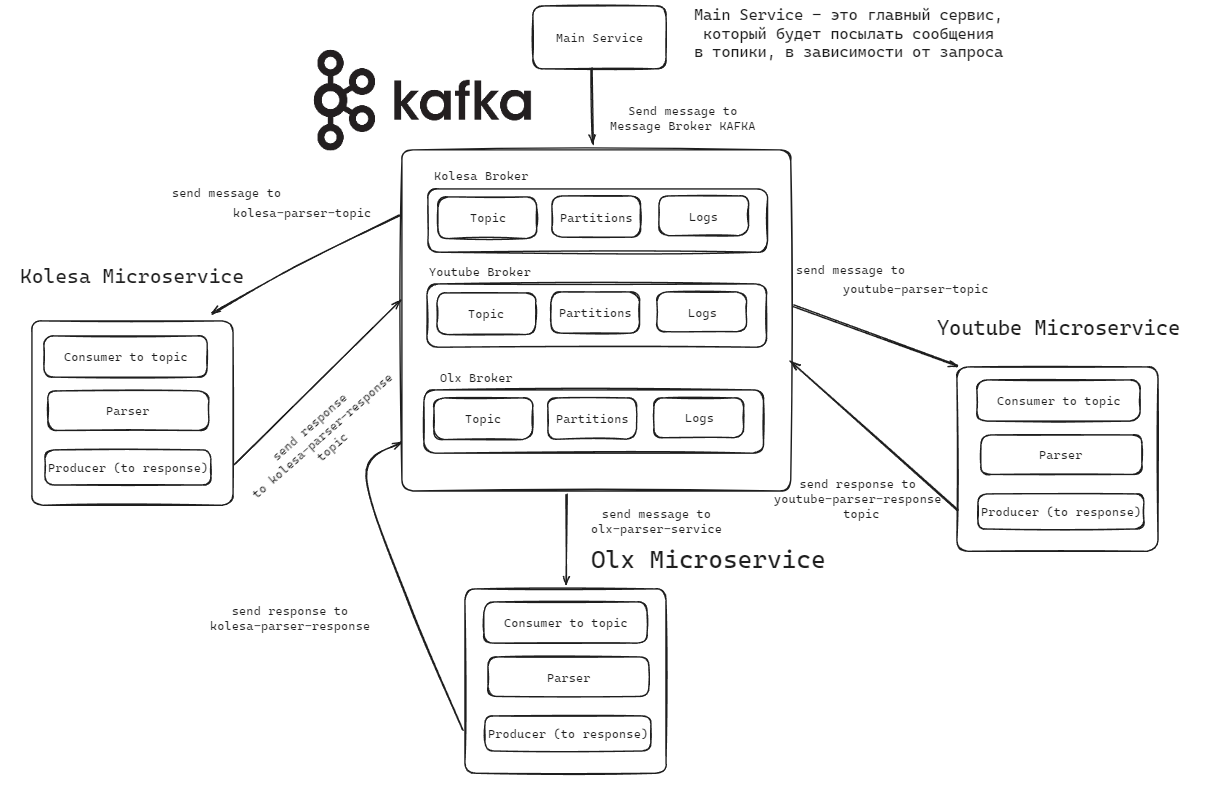 Main Service
Main Service - это главный сервис,
который будет посылать сообщения
в топики, в зависимости от запроса
kafka
Send message to
Message Broker KAFKA
Kolesa Broker
Topic
Partitions
Logs
send message to
kolesa-parser-topic
Kolesa Microservice
Youtube Broker
Topic
Partitions
Logs
send message to
youtube-parser-topic
Youtube Microservice
Consumer to topic
Parser
Producer (to response)
send response
to kolesa-parser-response
topic
Olx Broker
Topic
Partitions
Logs
Consumer to topic
Parser
Producer (to response)
send response to
youtube-parser-response
topic
send message to
olx-parser-service
Olx Microservice
send response to
kolesa-parser-response
Consumer to topic
Parser
Producer (to response)